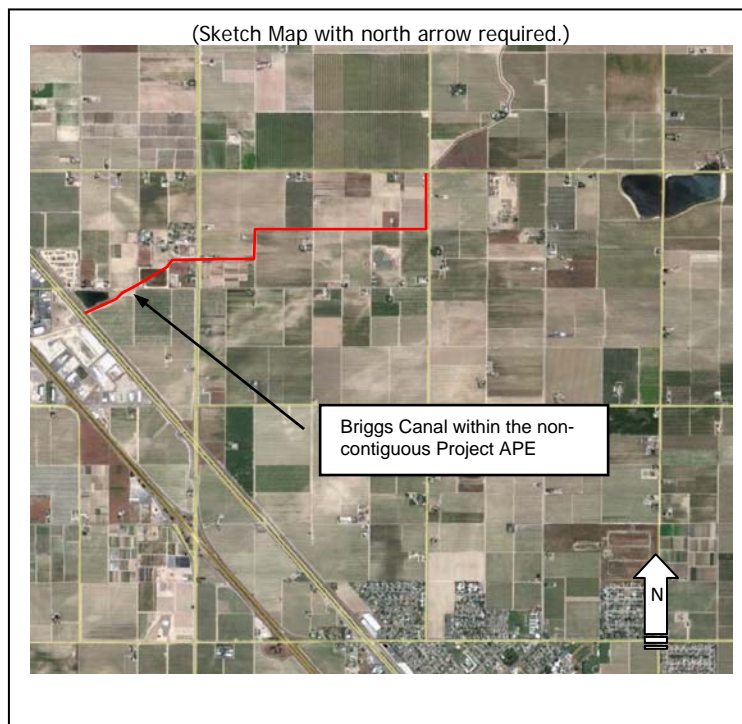 (Sketch Map with north arrow required.)
Briggs Canal within the non-
contiguous Project APE
N